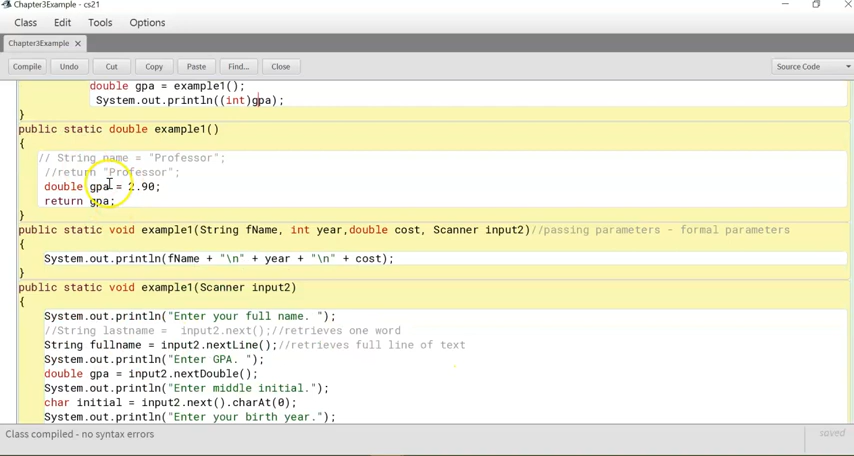 Chapter3Example - cs21
Class Edit Tools Options
Chapter3Example ×
Compile Undo Cut Copy Paste Find... Close Source Code
double gpa = example1();
System.out.println((int)gpa);
}
public static double example1()
{
// String name = "Professor";
//return "Professor";
double gpa = 2.90;
return gpa;
}
public static void example1(String fName, int year,double cost, Scanner input2)//passing parameters - formal parameters
{
System.out.println(fName + "\n" + year + "\n" + cost);
}
public static void example1(Scanner input2)
{
System.out.println("Enter your full name. ");
//String lastname =  input2.next();//retrieves one word
String fullname = input2.nextLine();//retrieves full line of text
System.out.println("Enter GPA. ");
double gpa = input2.nextDouble();
System.out.println("Enter middle initial.");
char initial = input2.next().charAt(0);
System.out.println("Enter your birth year.");
Class compiled - no syntax errors
saved